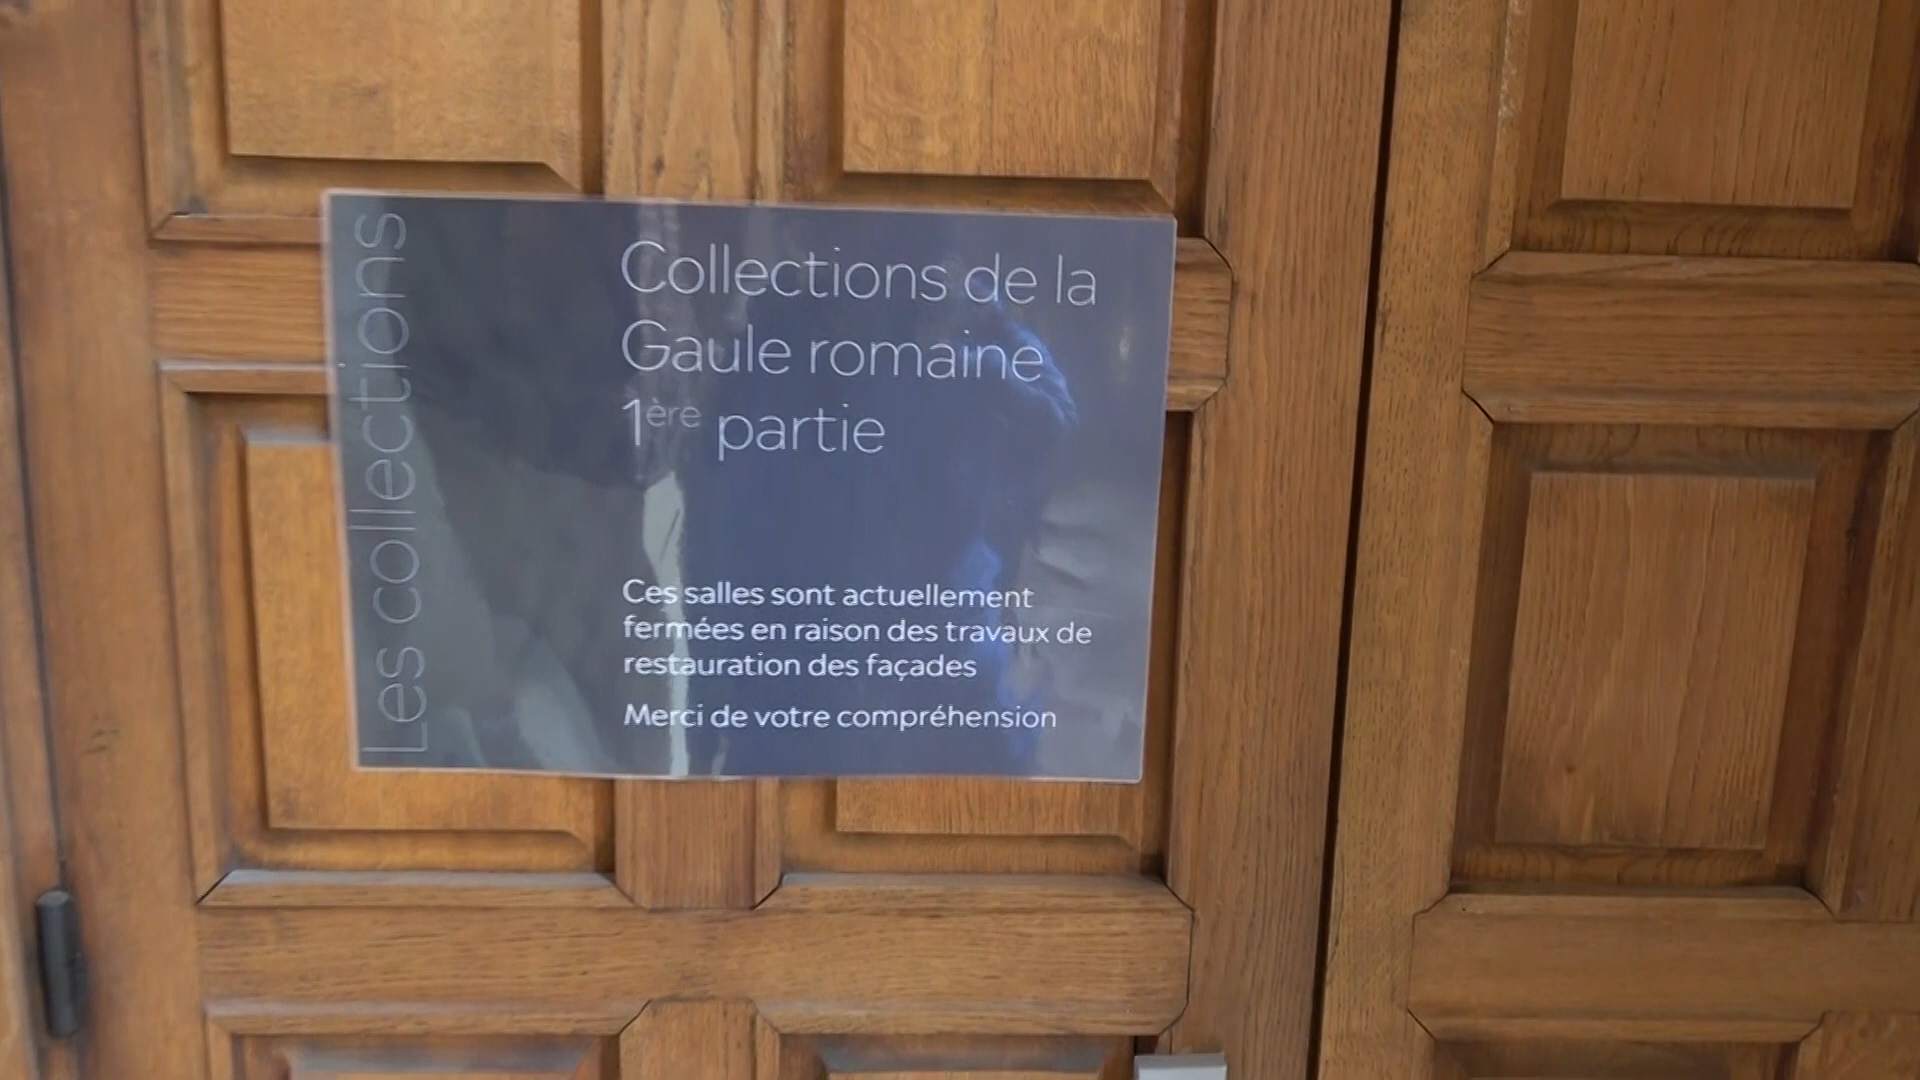 Les collections
Collections de la
Gaule romaine
1ère partie
Ces salles sont actuellement
fermées en raison des travaux de
restauration des façades
Merci de votre compréhension